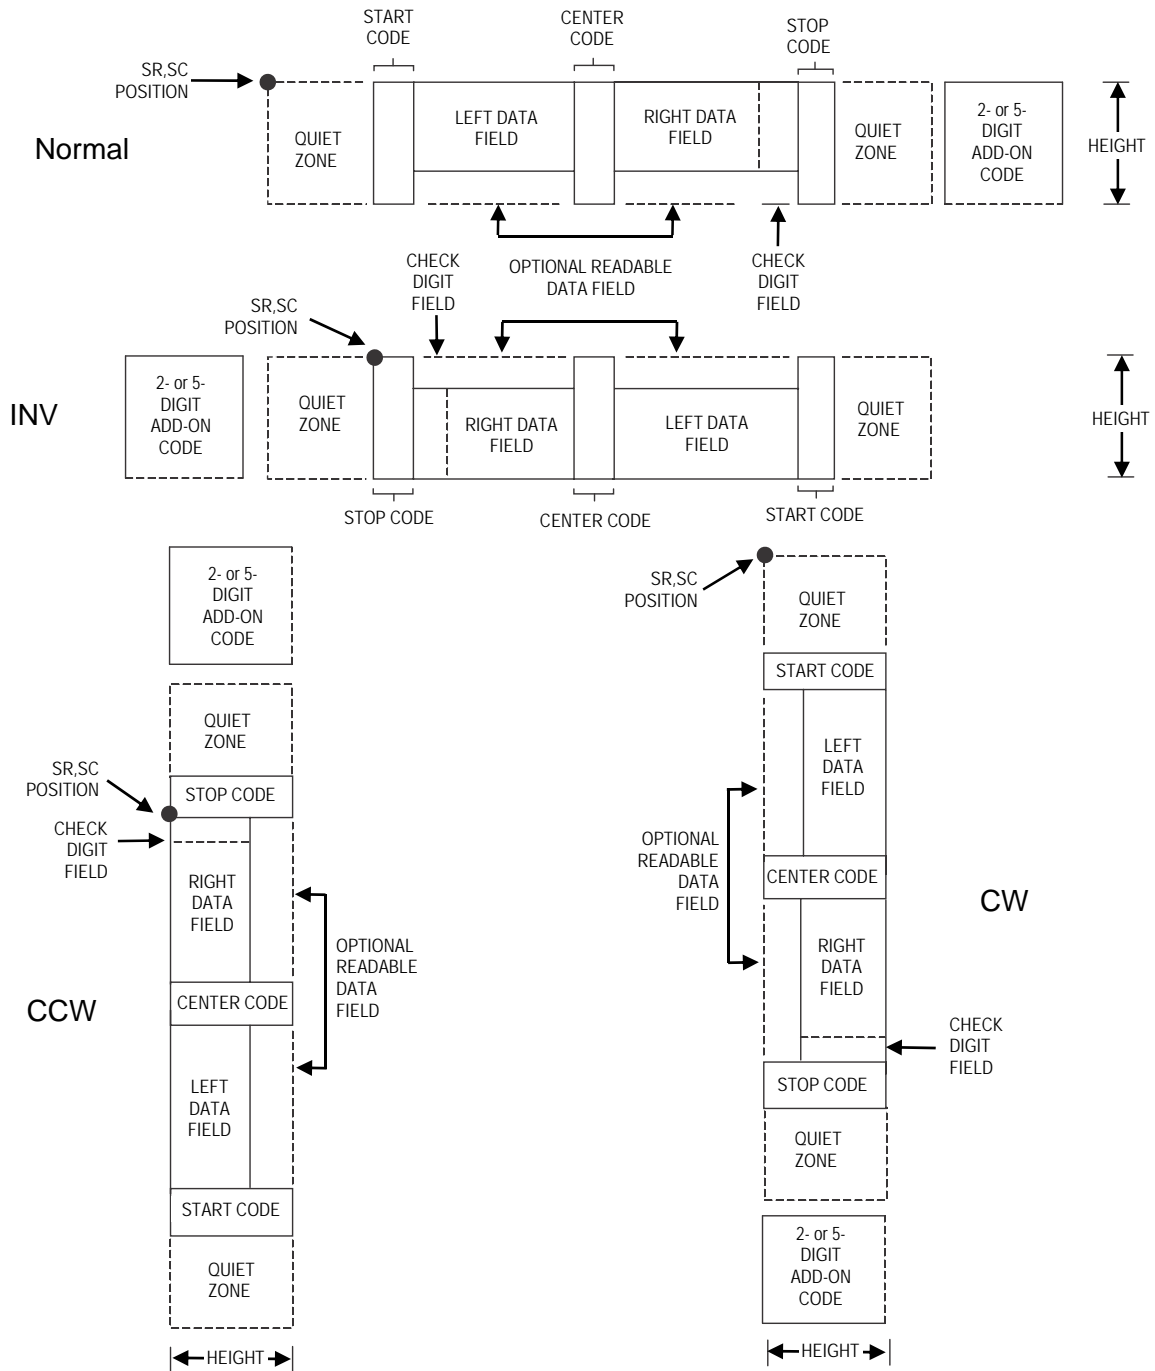 START
CODE
CENTER
CODE
STOP
CODE
SR,SC
POSITION
Normal
QUIET
ZONE
LEFT DATA
FIELD
RIGHT DATA
FIELD
QUIET
ZONE
2- or 5-
DIGIT
ADD-ON
CODE
HEIGHT
CHECK
DIGIT
FIELD
OPTIONAL READABLE
DATA FIELD
CHECK
DIGIT
FIELD
SR,SC
POSITION
INV
2- or 5-
DIGIT
ADD-ON
CODE
QUIET
ZONE
RIGHT DATA
FIELD
LEFT DATA
FIELD
QUIET
ZONE
HEIGHT
STOP CODE
CENTER CODE
START CODE
2- or 5-
DIGIT
ADD-ON
CODE
QUIET
ZONE
SR,SC
POSITION
STOP CODE
CHECK
DIGIT
FIELD
RIGHT
DATA
FIELD
OPTIONAL
READABLE
DATA
FIELD
CCW
CENTER CODE
LEFT
DATA
FIELD
START CODE
QUIET
ZONE
HEIGHT
SR,SC
POSITION
QUIET
ZONE
START CODE
LEFT
DATA
FIELD
OPTIONAL
READABLE
DATA
FIELD
CENTER CODE
CW
RIGHT
DATA
FIELD
CHECK
DIGIT
FIELD
STOP CODE
QUIET
ZONE
2- or 5-
DIGIT
ADD-ON
CODE
HEIGHT